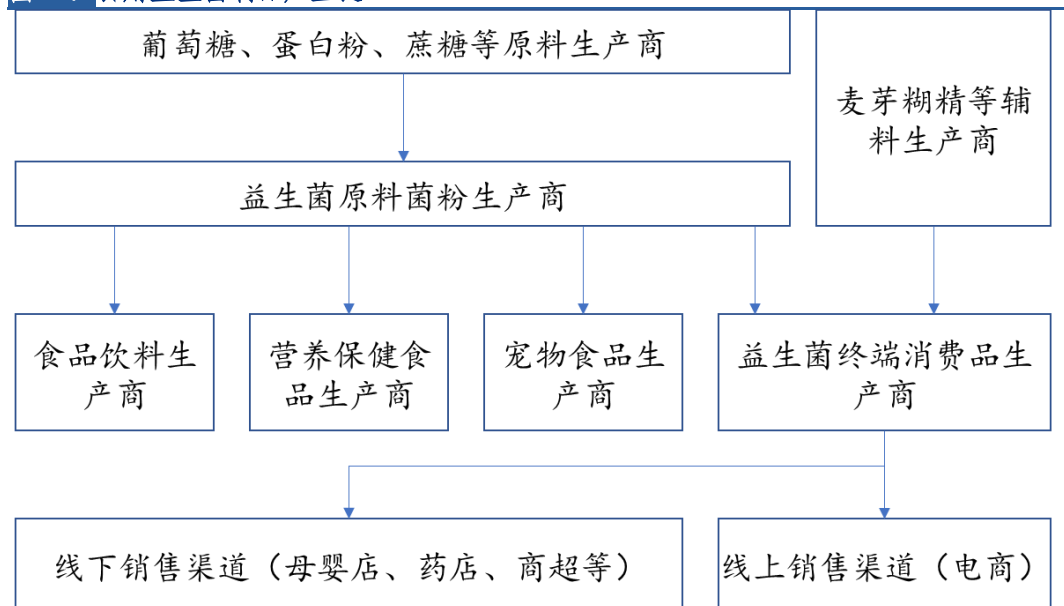 葡萄糖、蛋白粉、蔗糖等原料生产商
麦芽糊精等辅
料生产商
益生菌原料菌粉生产商
食品饮料生
产商
营养保健食
品生产商
宠物食品生
产商
益生菌终端消费品生
产商
线下销售渠道（母婴店、药店、商超等）
线上销售渠道（电商）